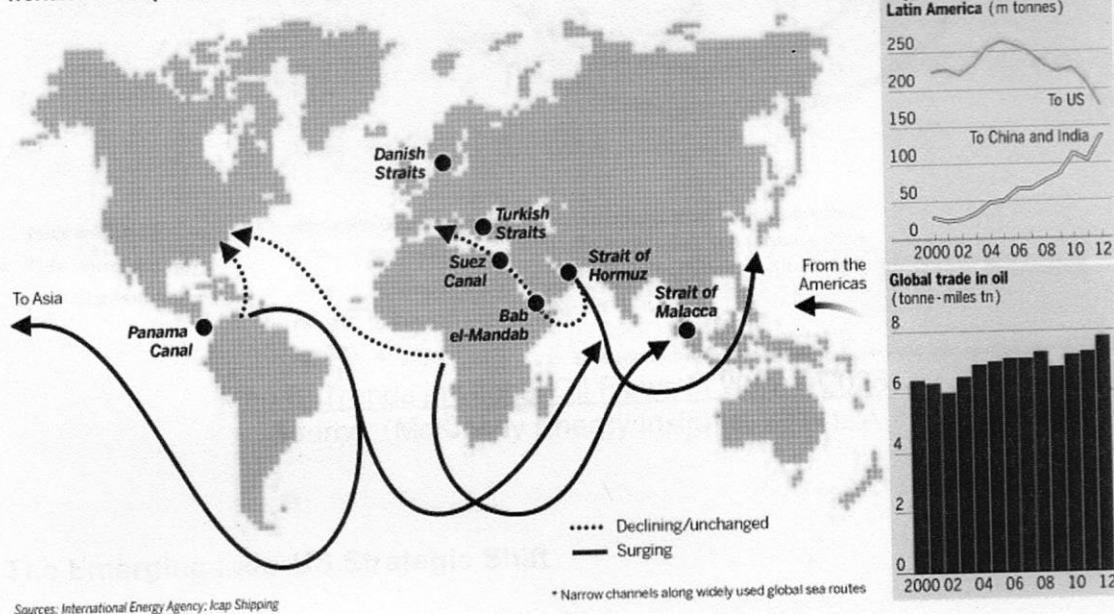 Latin America (m tonnes)
250
200
To US
150
To China and India
100
50
0
2000 02 04 06 08 10 12
Danish
Straits
Turkish
Straits
Suez
Canal
Strait of
Hormuz
Bab
el-Mandab
Strait of
Malacca
From the
Americas
To Asia
Panama
Canal
Global trade in oil
(tonne-miles tn)
8
6
4
2
0
2000 02 04 06 08 10 12
Declining/unchanged
Surging
* Narrow channels along widely used global sea routes
Sources: International Energy Agency; Icap Shipping